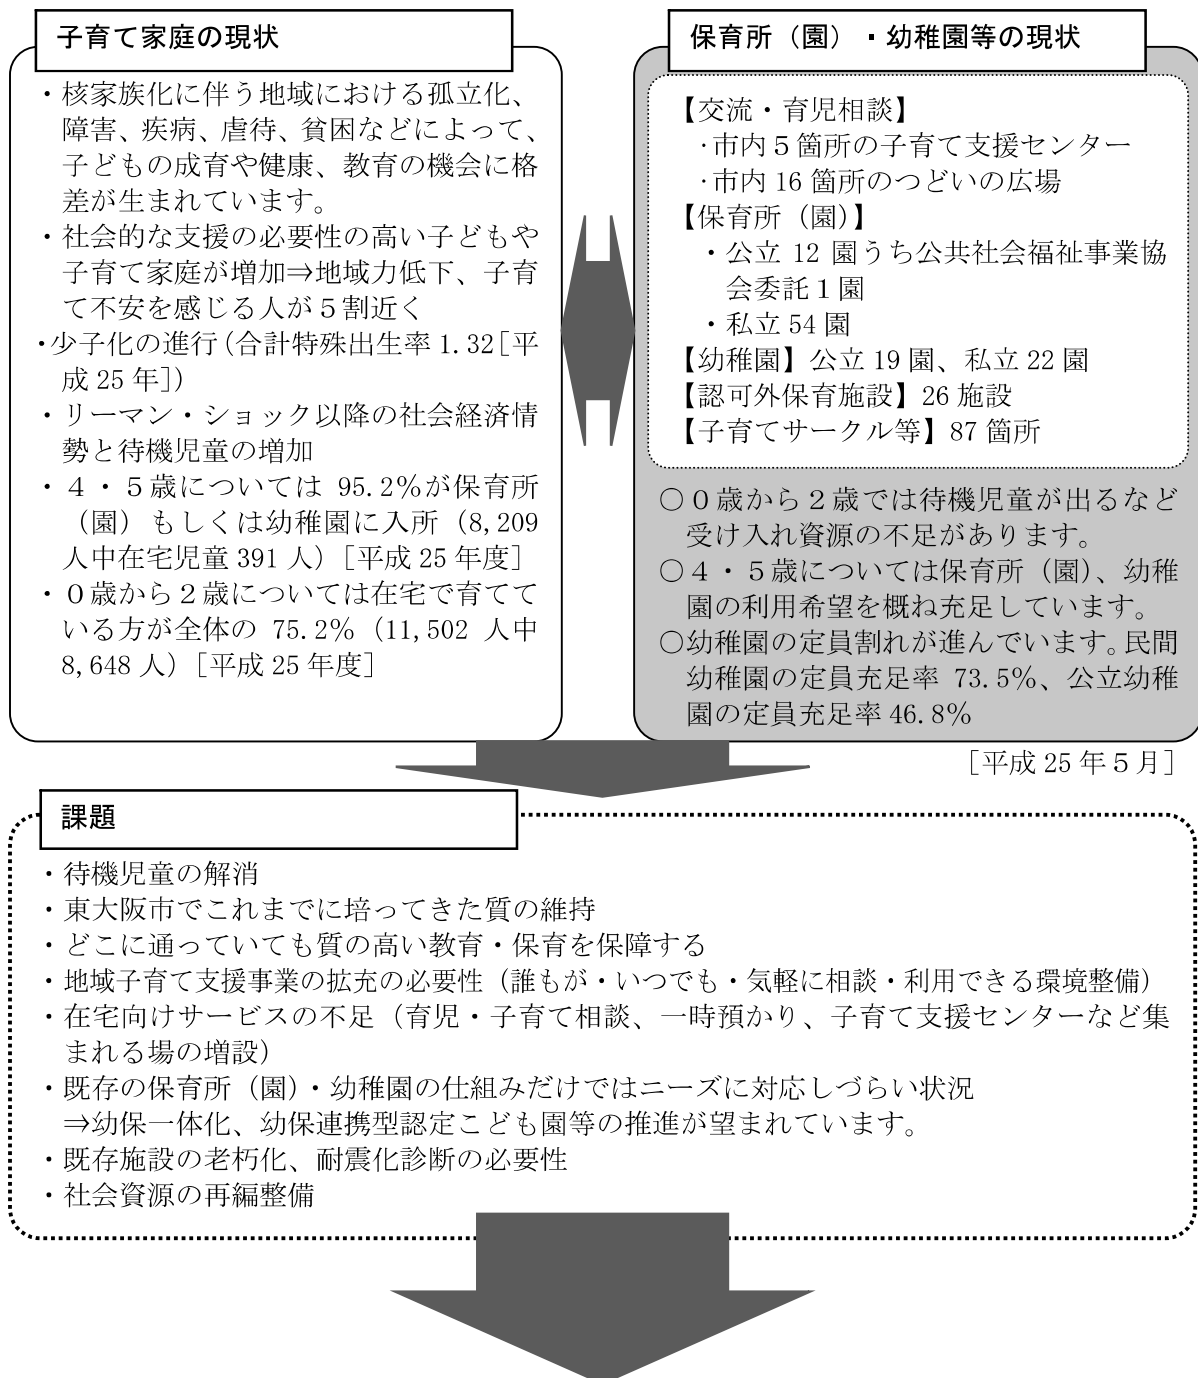 子育て家庭の現状
・核家族化に伴う地域における孤立化、
障害、疾病、虐待、貧困などによって、
子どもの成育や健康、教育の機会に格
差が生まれています。
・社会的な支援の必要性の高い子どもや
子育て家庭が増加⇒地域力低下、子育
て不安を感じる人が５割近く
・少子化の進行(合計特殊出生率 1.32[平
成 25 年])
・リーマン・ショック以降の社会経済情
勢と待機児童の増加
・４・５歳については 95.2%が保育所
（園）もしくは幼稚園に入所（8,209
人中在宅児童 391 人）[平成 25 年度]
・０歳から２歳については在宅で育てて
いる方が全体の 75.2%（11,502 人中
8,648 人）[平成 25 年度]
保育所（園）・幼稚園等の現状
【交流・育児相談】
・市内５箇所の子育て支援センター
・市内 16 箇所のつどいの広場
【保育所（園）】
・公立 12 園うち公共社会福祉事業協
会委託１園
・私立 54 園
【幼稚園】公立 19 園、私立 22 園
【認可外保育施設】26 施設
【子育てサークル等】87 箇所
○０歳から２歳では待機児童が出るなど
受け入れ資源の不足があります。
○４・５歳については保育所（園）、幼稚
園の利用希望を概ね充足しています。
○幼稚園の定員割れが進んでいます。民間
幼稚園の定員充足率 73.5%、公立幼稚
園の定員充足率 46.8%
[平成 25 年５月]
課題
・待機児童の解消
・東大阪市でこれまでに培ってきた質の維持
・どこに通っていても質の高い教育・保育を保障する
・地域子育て支援事業の拡充の必要性（誰もが・いつでも・気軽に相談・利用できる環境整備）
・在宅向けサービスの不足（育児・子育て相談、一時預かり、子育て支援センターなど集
まれる場の増設）
・既存の保育所（園）・幼稚園の仕組みだけではニーズに対応しづらい状況
⇒幼保一体化、幼保連携型認定こども園等の推進が望まれています。
・既存施設の老朽化、耐震化診断の必要性
・社会資源の再編整備